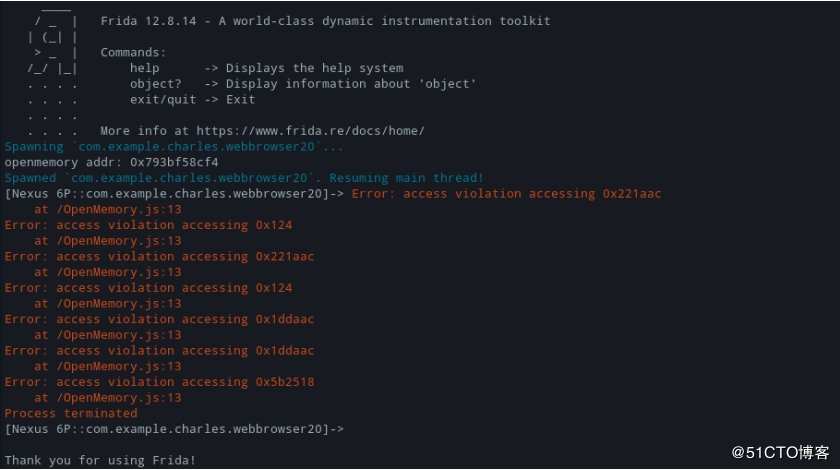 ____
    / _  |   Frida 12.8.14 - A world-class dynamic instrumentation toolkit
   | (_| |
    > _  |   Commands:
   /_/ |_|       help      -> Displays the help system
   . . . .       object?   -> Display information about 'object'
   . . . .       exit/quit -> Exit
   . . . .
   . . . .   More info at https://www.frida.re/docs/home/
Spawning `com.example.charles.webbrowser20`...
openmemory addr: 0x793bf58cf4
Spawned `com.example.charles.webbrowser20`. Resuming main thread!
[Nexus 6P::com.example.charles.webbrowser20]-> Error: access violation accessing 0x221aac
    at /OpenMemory.js:13
Error: access violation accessing 0x124
    at /OpenMemory.js:13
Error: access violation accessing 0x221aac
    at /OpenMemory.js:13
Error: access violation accessing 0x124
    at /OpenMemory.js:13
Error: access violation accessing 0x1ddaac
    at /OpenMemory.js:13
Error: access violation accessing 0x1ddaac
    at /OpenMemory.js:13
Error: access violation accessing 0x5b2518
    at /OpenMemory.js:13
Process terminated
[Nexus 6P::com.example.charles.webbrowser20]->
Thank you for using Frida!
@51CTO博客